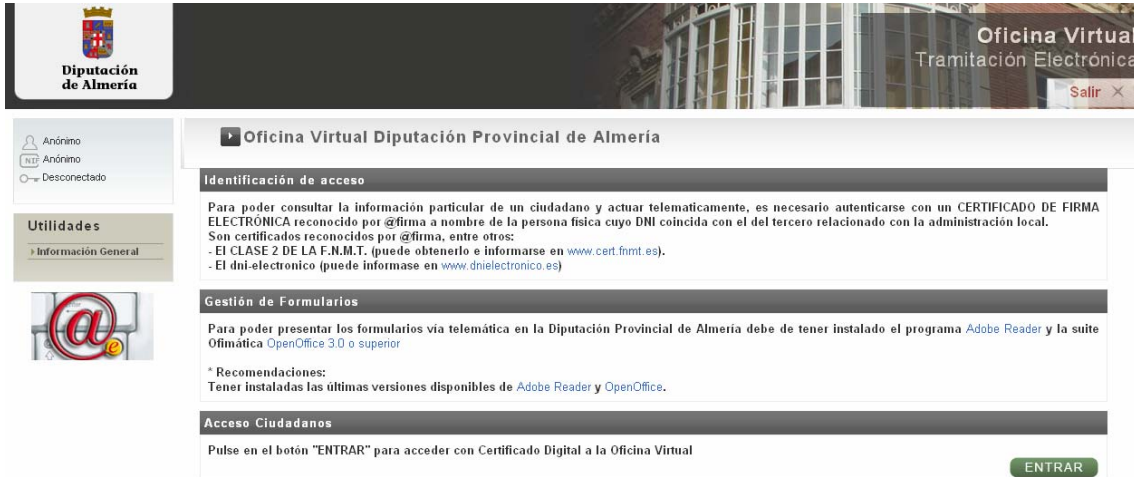 Diputación
de Almería
Oficina Virtual
Tramitación Electrónica
Salir ×
Anónimo
NIF Anónimo
Desconectado
Utilidades
Información General
@e
Oficina Virtual Diputación Provincial de Almería
Identificación de acceso
Para poder consultar la información particular de un ciudadano y actuar telematicamente, es necesario autenticarse con un CERTIFICADO DE FIRMA
ELECTRÓNICA reconocido por @firma a nombre de la persona física cuyo DNI coincida con el del tercero relacionado con la administración local.
Son certificados reconocidos por @firma, entre otros:
- El CLASE 2 DE LA F.N.M.T. (puede obtenerlo e informarse en www.cert.fnmt.es).
- El dni-electronico (puede informase en www.dnielectronico.es)
Gestión de Formularios
Para poder presentar los formularios vía telemática en la Diputación Provincial de Almería debe de tener instalado el programa Adobe Reader y la suite
Ofimática OpenOffice 3.0 o superior
* Recomendaciones:
Tener instaladas las últimas versiones disponibles de Adobe Reader y OpenOffice.
Acceso Ciudadanos
Pulse en el botón "ENTRAR" para acceder con Certificado Digital a la Oficina Virtual
ENTRAR